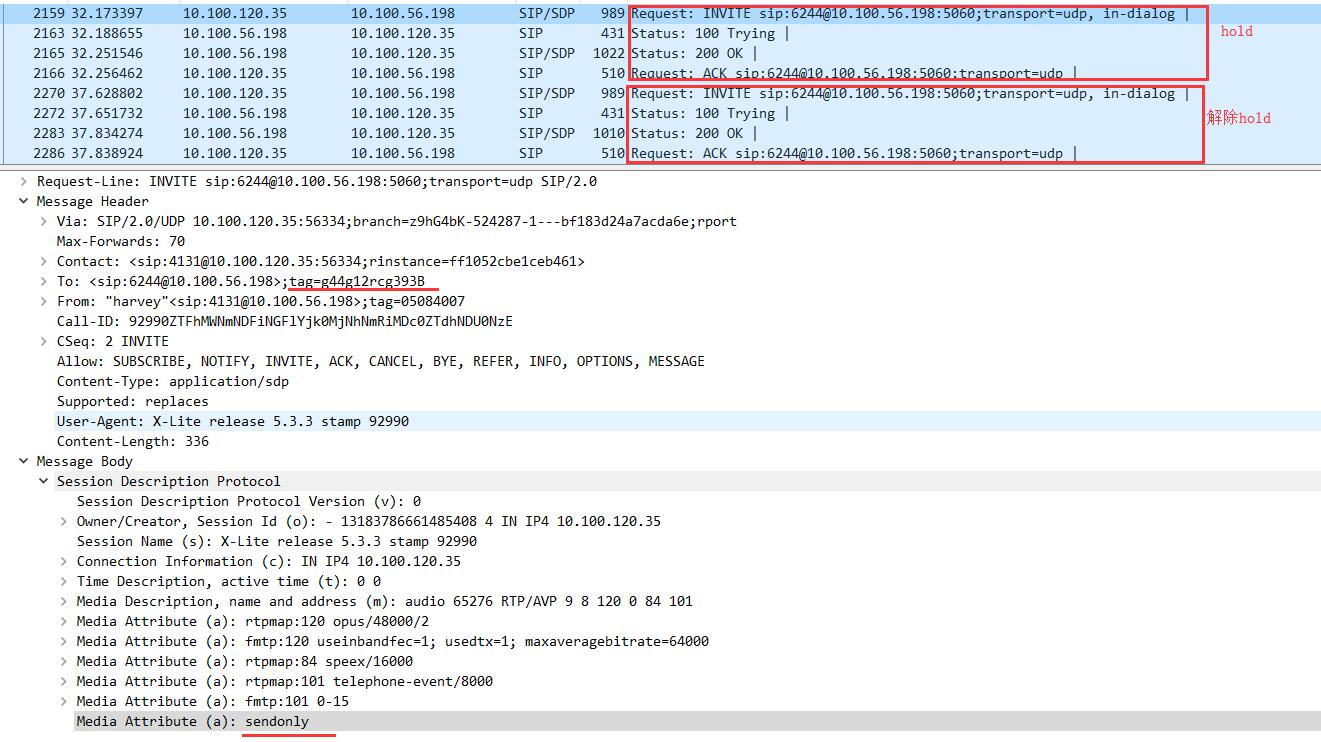 2159 32.173397 10.100.120.35 10.100.56.198 SIP/SDP 989 Request: INVITE sip:6244@10.100.56.198:5060;transport=udp, in-dialog |
hold
2163 32.188655 10.100.56.198 10.100.120.35 SIP 431 Status: 100 Trying |
2165 32.251546 10.100.56.198 10.100.120.35 SIP/SDP 1022 Status: 200 OK |
2166 32.256462 10.100.120.35 10.100.56.198 SIP 510 Request: ACK sip:6244@10.100.56.198:5060;transport=udp |
2270 37.628802 10.100.120.35 10.100.56.198 SIP/SDP 989 Request: INVITE sip:6244@10.100.56.198:5060;transport=udp, in-dialog |
2272 37.651732 10.100.56.198 10.100.120.35 SIP 431 Status: 100 Trying |
解除hold
2283 37.834274 10.100.56.198 10.100.120.35 SIP/SDP 1010 Status: 200 OK |
2286 37.838924 10.100.120.35 10.100.56.198 SIP 510 Request: ACK sip:6244@10.100.56.198:5060;transport=udp |
Request-Line: INVITE sip:6244@10.100.56.198:5060;transport=udp SIP/2.0
Message Header
Via: SIP/2.0/UDP 10.100.120.35:56334;branch=z9hG4bK-524287-1---bf183d24a7acda6e;rport
Max-Forwards: 70
Contact: <sip:4131@10.100.120.35:56334;rinstance=ff1052cbe1ceb461>
To: <sip:6244@10.100.56.198>;tag=g44g12rcg393B
From: "harvey"<sip:4131@10.100.56.198>;tag=05084007
Call-ID: 92990ZTFhMWNmNDFiNGFlYjk0MjNhNmRiMDc0ZTdhNDU0NzE
CSeq: 2 INVITE
Allow: SUBSCRIBE, NOTIFY, INVITE, ACK, CANCEL, BYE, REFER, INFO, OPTIONS, MESSAGE
Content-Type: application/sdp
Supported: replaces
User-Agent: X-Lite release 5.3.3 stamp 92990
Content-Length: 336
Message Body
Session Description Protocol
Session Description Protocol Version (v): 0
Owner/Creator, Session Id (o): - 13183786661485408 4 IN IP4 10.100.120.35
Session Name (s): X-Lite release 5.3.3 stamp 92990
Connection Information (c): IN IP4 10.100.120.35
Time Description, active time (t): 0 0
Media Description, name and address (m): audio 65276 RTP/AVP 9 8 120 0 84 101
Media Attribute (a): rtpmap:120 opus/48000/2
Media Attribute (a): fmtp:120 useinbandfec=1; usedtx=1; maxaveragebitrate=64000
Media Attribute (a): rtpmap:84 speex/16000
Media Attribute (a): rtpmap:101 telephone-event/8000
Media Attribute (a): fmtp:101 0-15
Media Attribute (a): sendonly